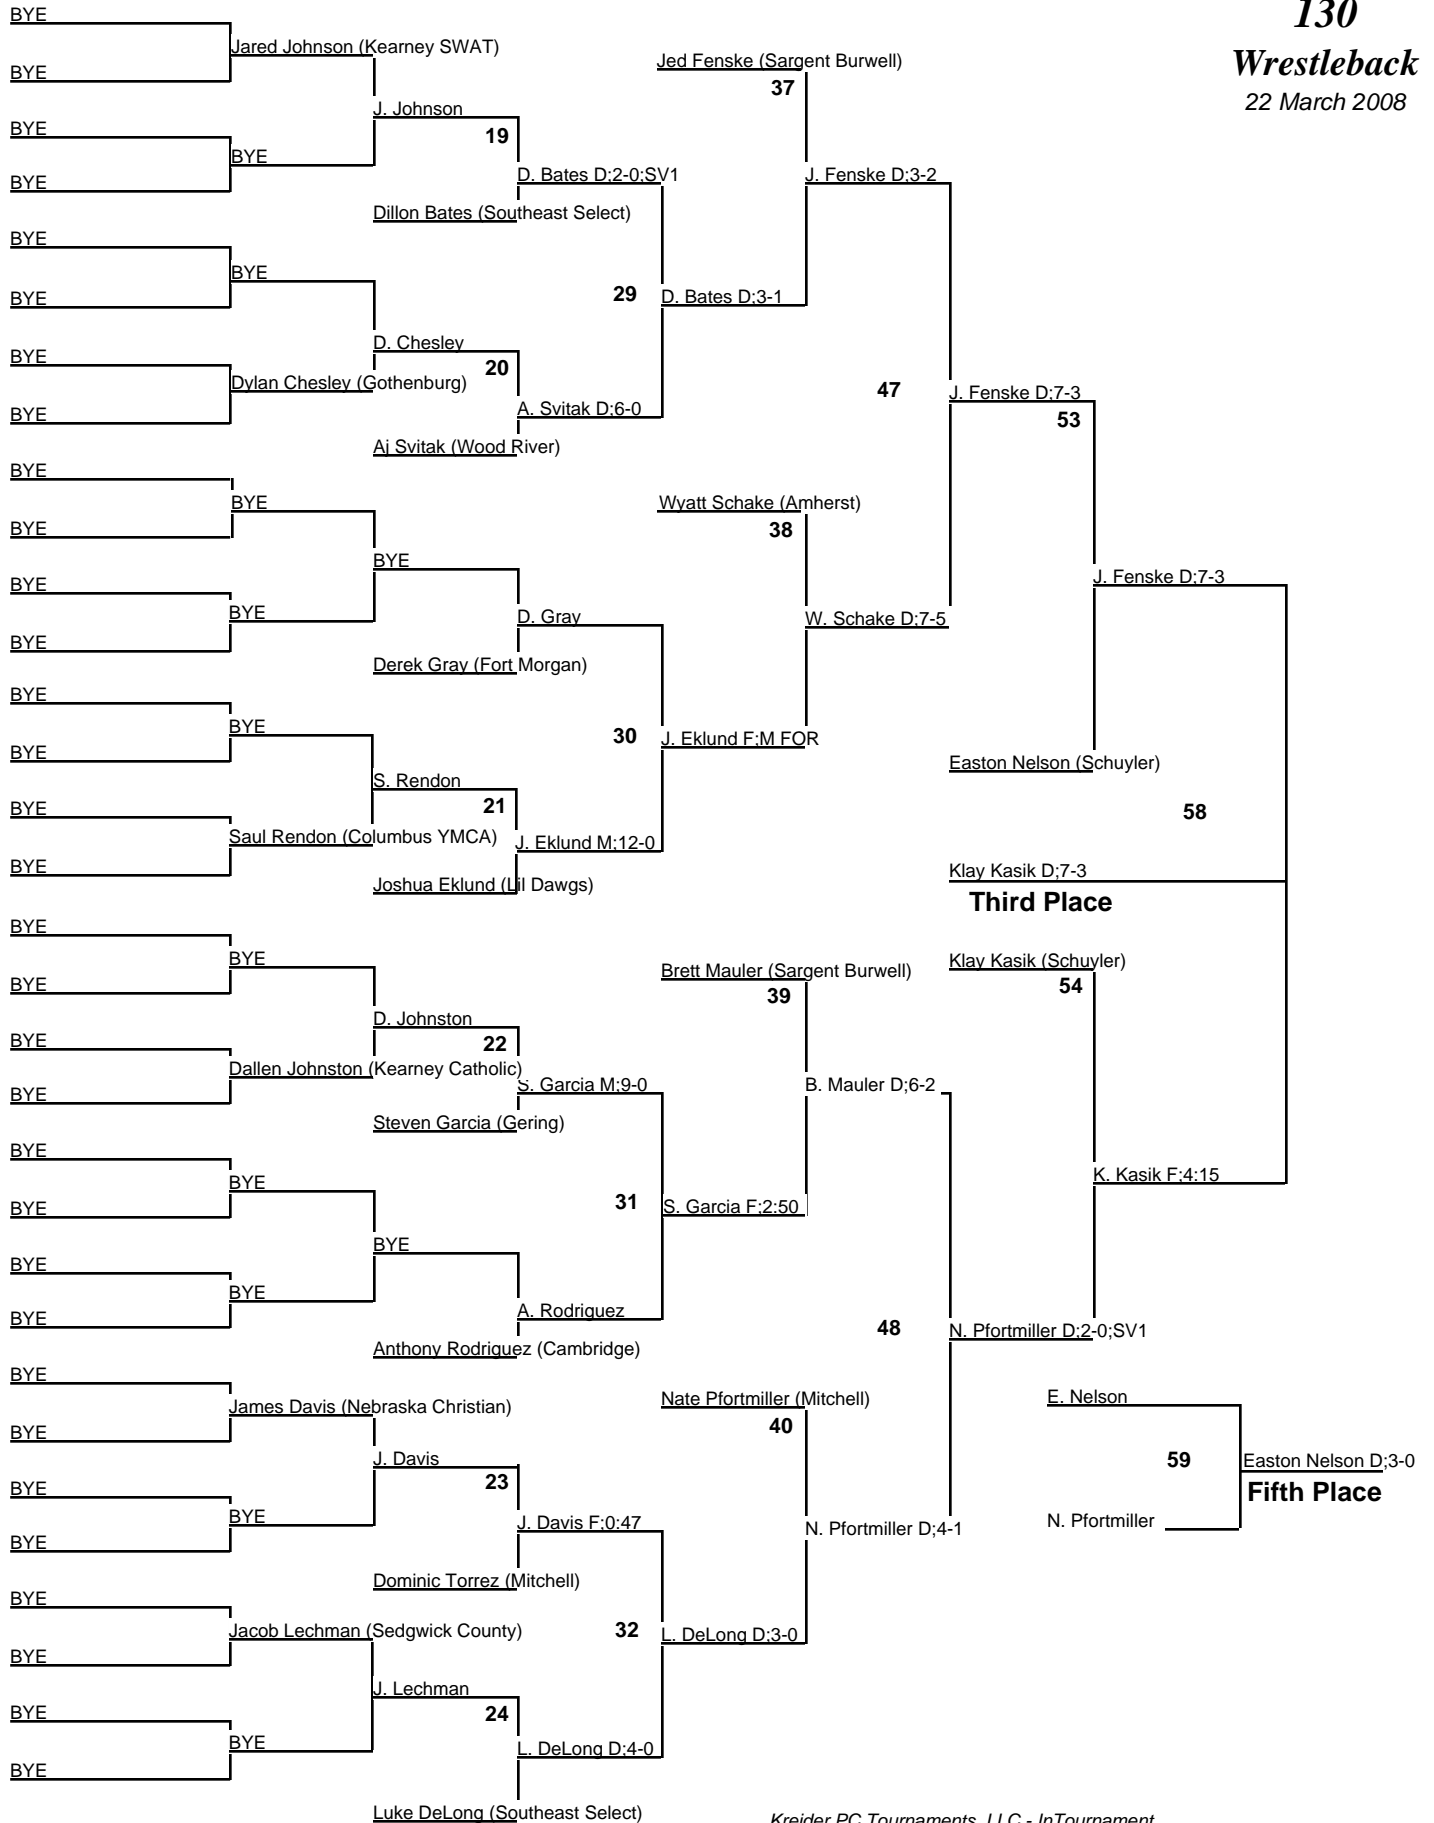 130
Wrestleback
22 March 2008
BYE
Jared Johnson (Kearney SWAT)
Jed Fenske (Sargent Burwell)
BYE
37
J. Johnson
BYE
19
BYE
D. Bates D;2-0;SV1
J. Fenske D;3-2
BYE
Dillon Bates (Southeast Select)
BYE
BYE
29
D. Bates D;3-1
BYE
D. Chesley
BYE
20
Dylan Chesley (Gothenburg)
47
J. Fenske D;7-3
BYE
A. Svitak D;6-0
53
Aj Svitak (Wood River)
BYE
BYE
Wyatt Schake (Amherst)
BYE
38
BYE
J. Fenske D;7-3
BYE
BYE
D. Gray
W. Schake D;7-5
BYE
Derek Gray (Fort Morgan)
BYE
BYE
30
J. Eklund F;M FOR
BYE
Easton Nelson (Schuyler)
S. Rendon
BYE
21
58
Saul Rendon (Columbus YMCA)
J. Eklund M;12-0
BYE
Klay Kasik D;7-3
Joshua Eklund (Lil Dawgs)
Third Place
BYE
BYE
Brett Mauler (Sargent Burwell)
Klay Kasik (Schuyler)
BYE
39
54
D. Johnston
BYE
22
Dallen Johnston (Kearney Catholic)
BYE
S. Garcia M;9-0
B. Mauler D;6-2
Steven Garcia (Gering)
BYE
BYE
K. Kasik F;4:15
BYE
31
S. Garcia F;2:50
BYE
BYE
BYE
BYE
A. Rodriguez
48
N. Pfortmiller D;2-0;SV1
Anthony Rodriguez (Cambridge)
BYE
James Davis (Nebraska Christian)
Nate Pfortmiller (Mitchell)
E. Nelson
BYE
40
J. Davis
59
Easton Nelson D;3-0
BYE
23
Fifth Place
BYE
J. Davis F;0:47
N. Pfortmiller D;4-1
N. Pfortmiller
BYE
Dominic Torrez (Mitchell)
BYE
Jacob Lechman (Sedgwick County)
32
L. DeLong D;3-0
BYE
J. Lechman
BYE
24
BYE
L. DeLong D;4-0
BYE
Luke DeLong (Southeast Select)
Kreider PC Tournaments, LLC - InTournament